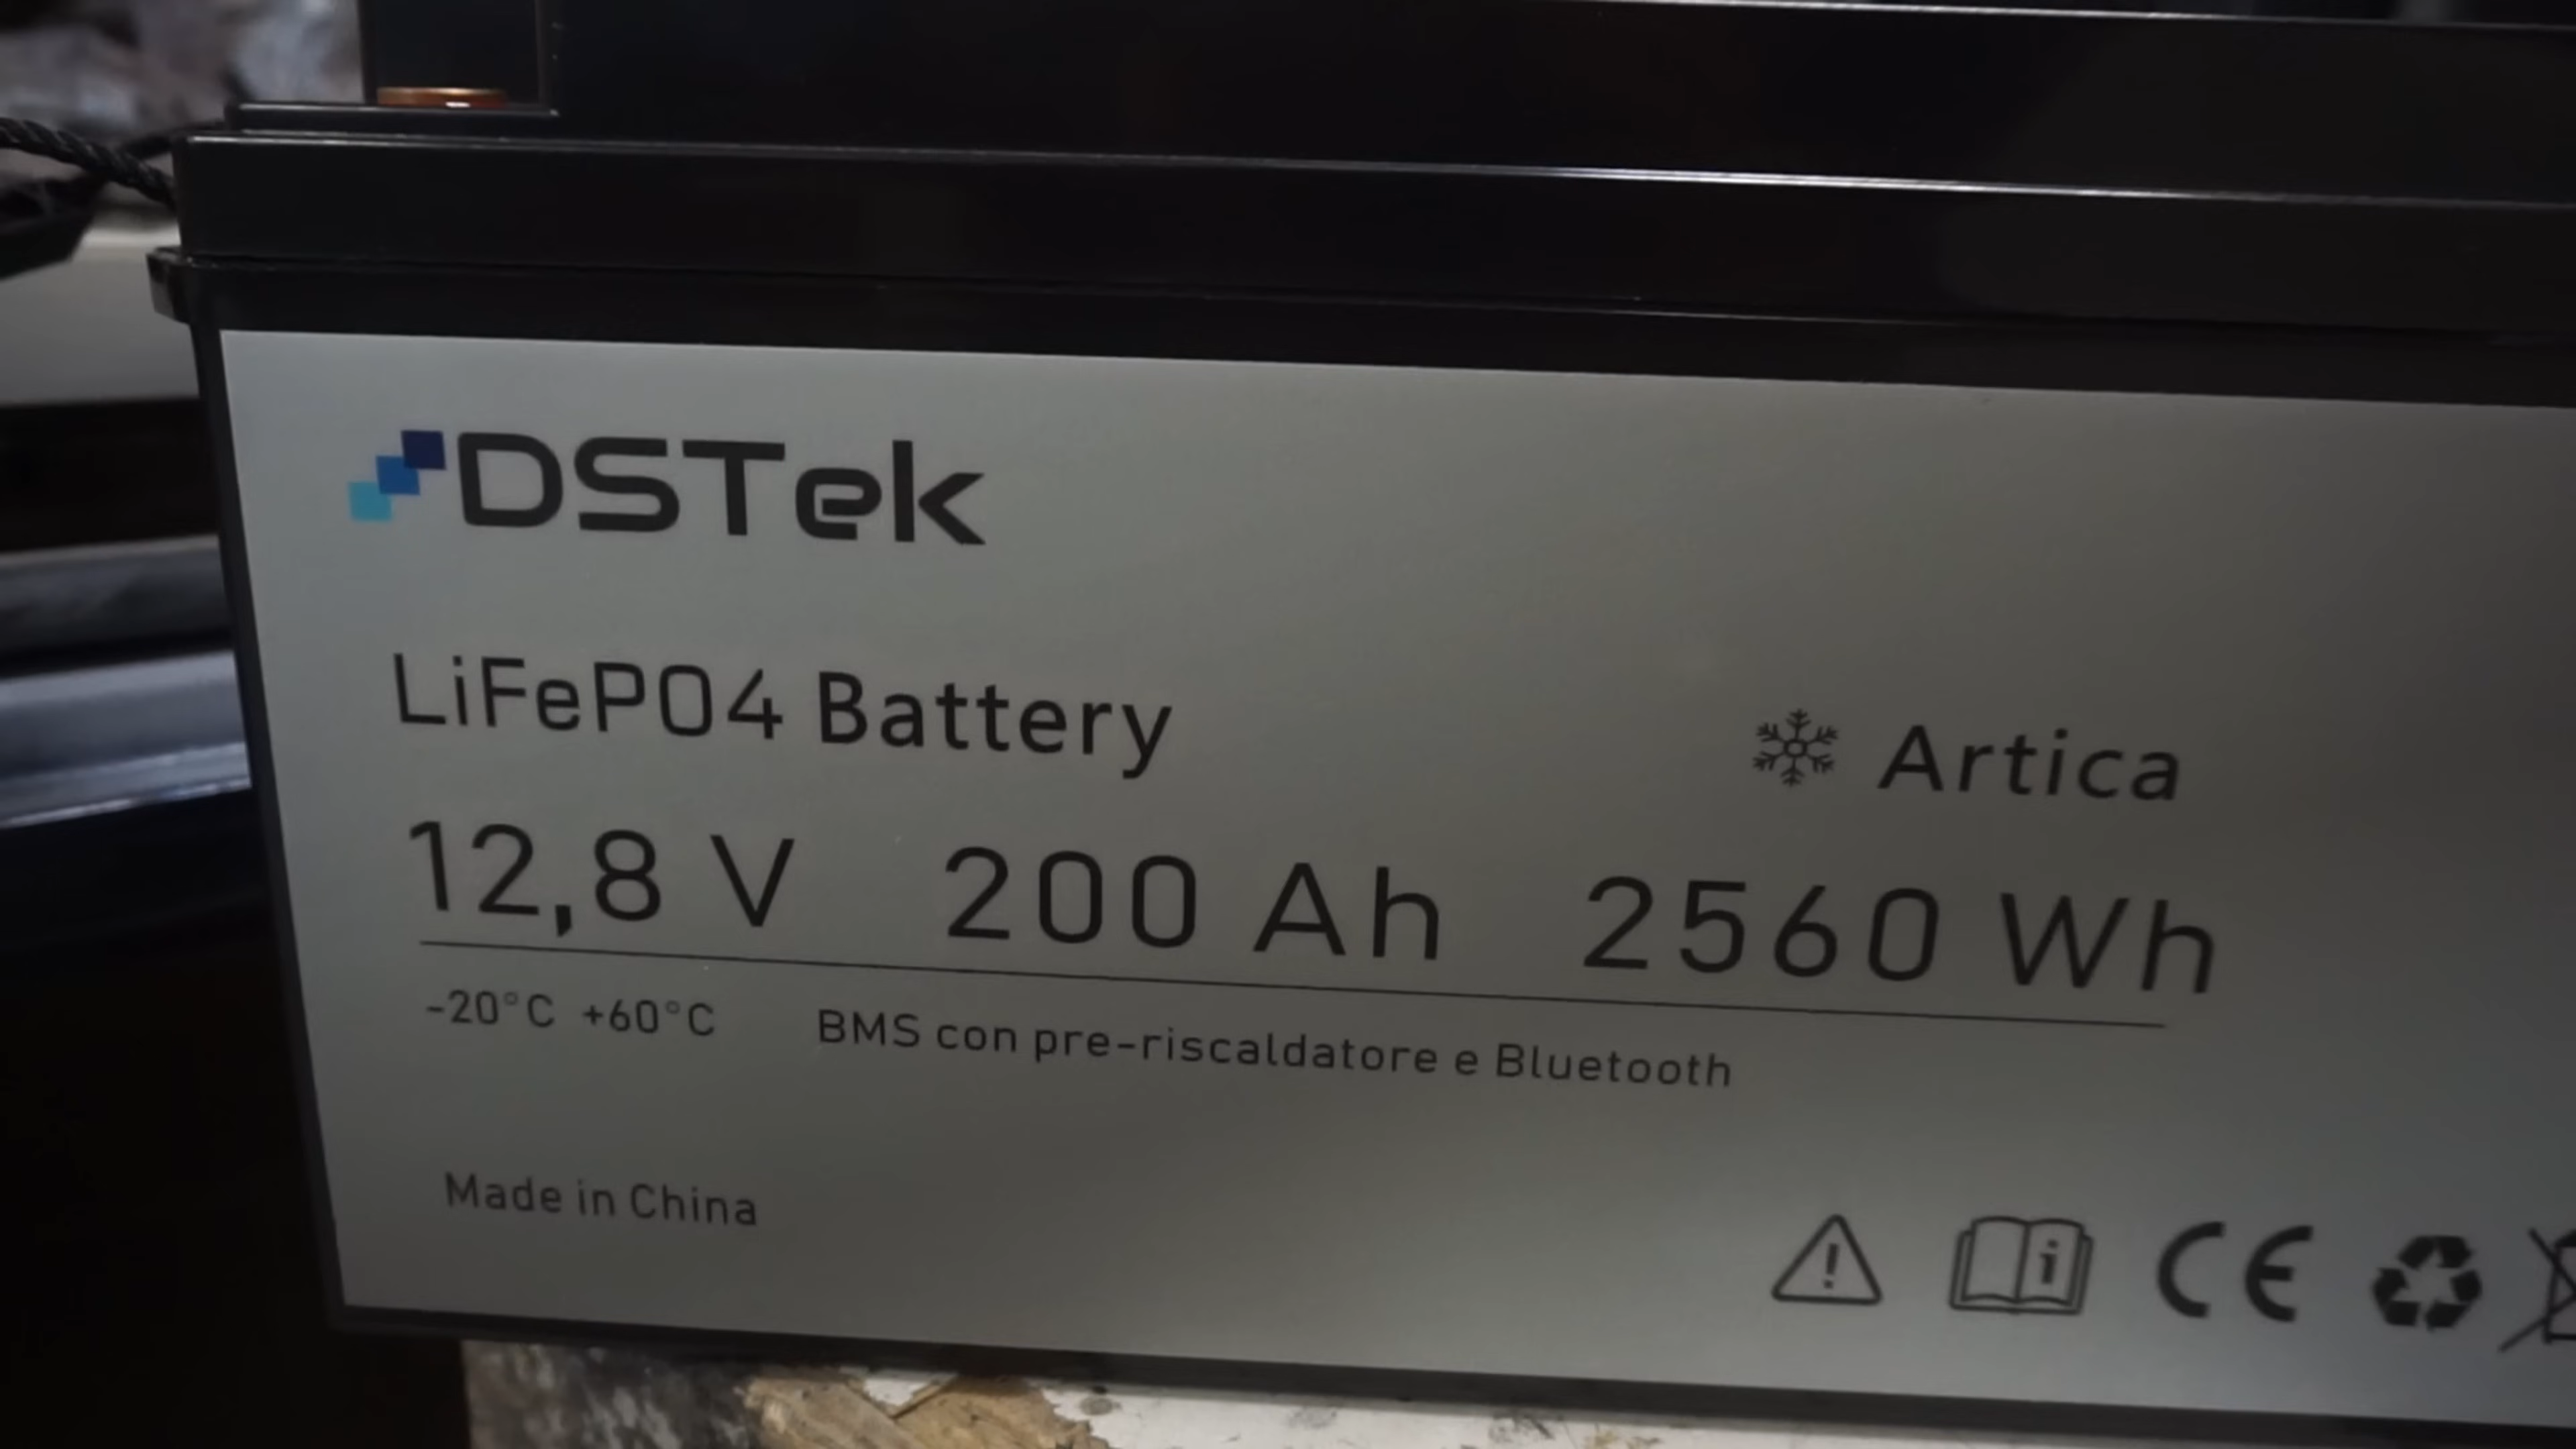 DSTek
LiFePO4 Battery
Artica
12,8 V 200 Ah 2560 Wh
-20°C +60°C BMS con pre-riscaldatore e Bluetooth
Made in China
CE